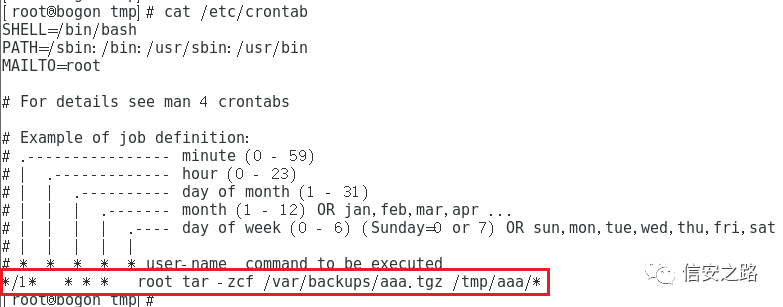 [root@bogon tmp]# cat /etc/crontab
SHELL=/bin/bash
PATH=/sbin:/bin:/usr/sbin:/usr/bin
MAILTO=root

# For details see man 4 crontabs

# Example of job definition:
# .---------------- minute (0 - 59)
# |  .------------- hour (0 - 23)
# |  |  .---------- day of month (1 - 31)
# |  |  |  .------- month (1 - 12) OR jan,feb,mar,apr ...
# |  |  |  |  .---- day of week (0 - 6) (Sunday=0 or 7) OR sun,mon,tue,wed,thu,fri,sat
# |  |  |  |  |
# *  *  *  *  * user-name  command to be executed
*/1*  * * *   root tar -zcf /var/backups/aaa.tgz /tmp/aaa/*
[root@bogon tmp]#
信安之路